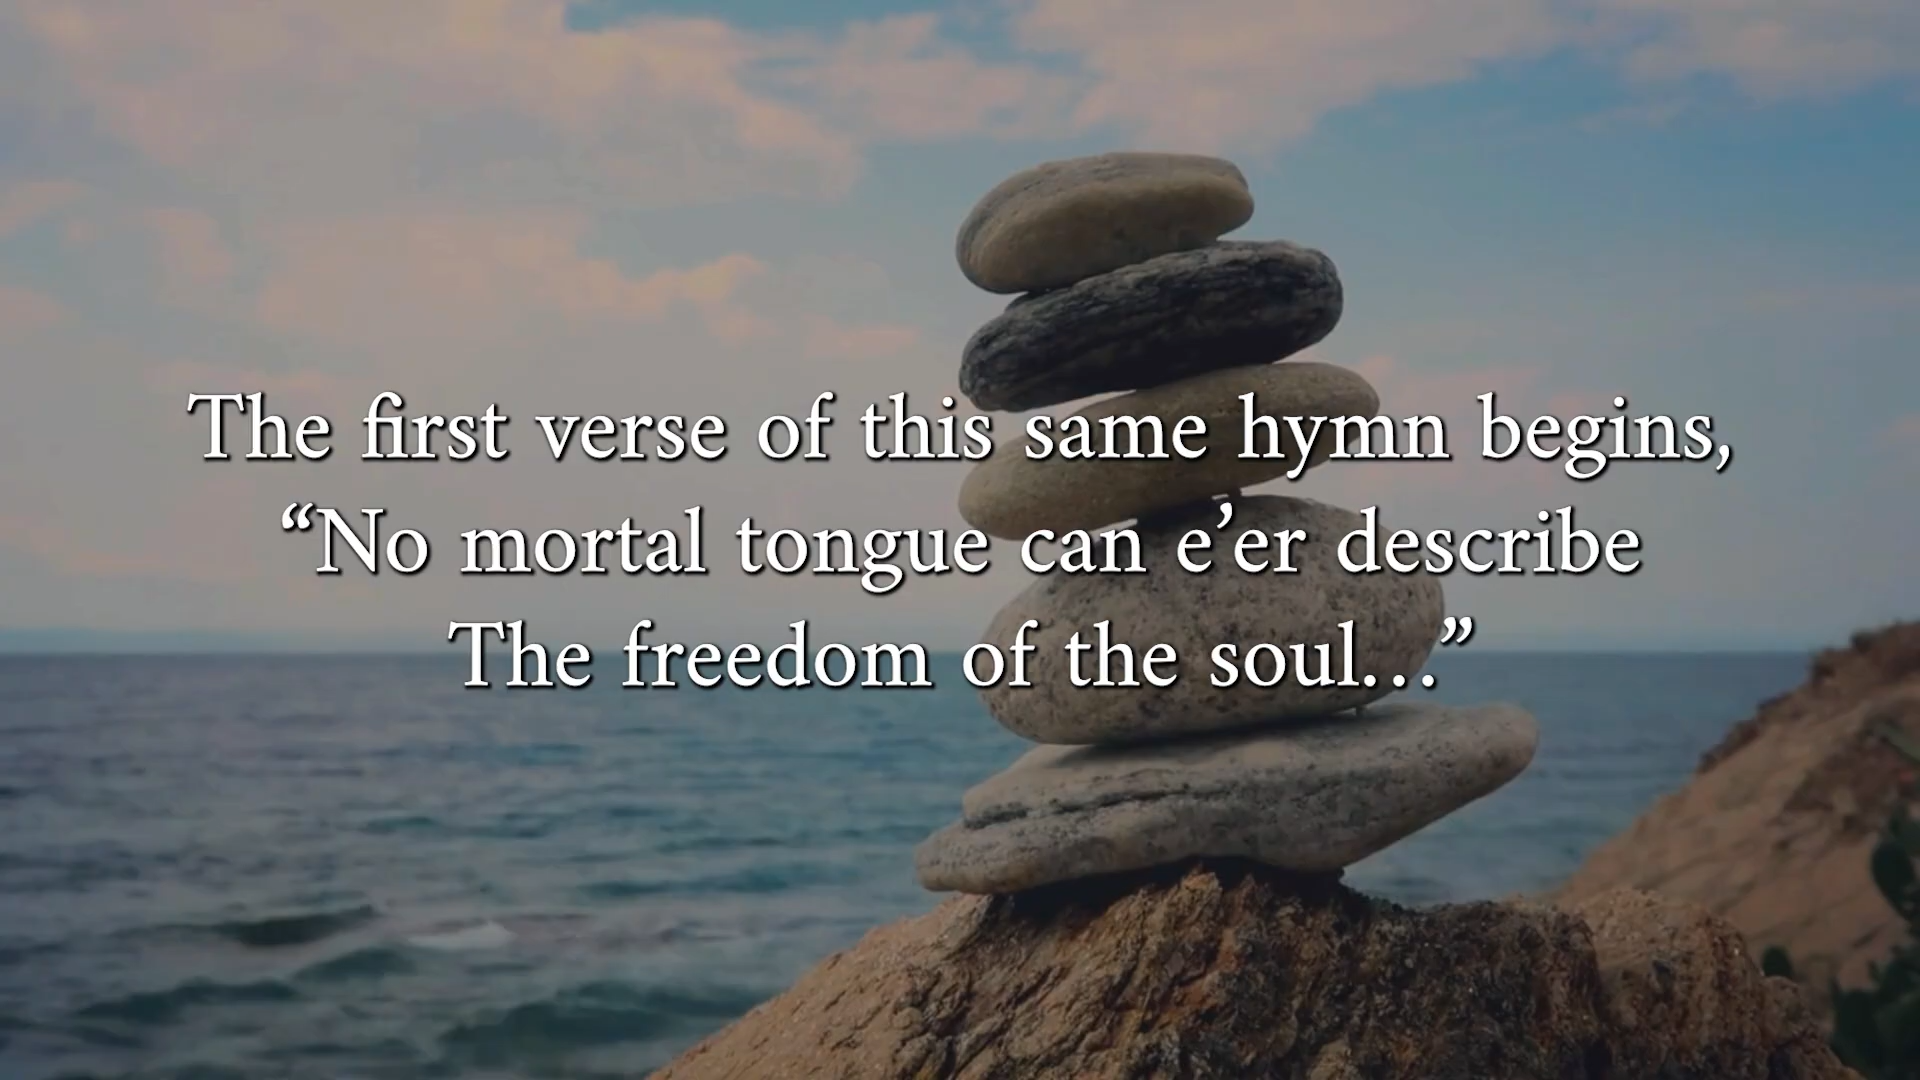 The first verse of this same hymn begins,
“No mortal tongue can e’er describe
The freedom of the soul…”